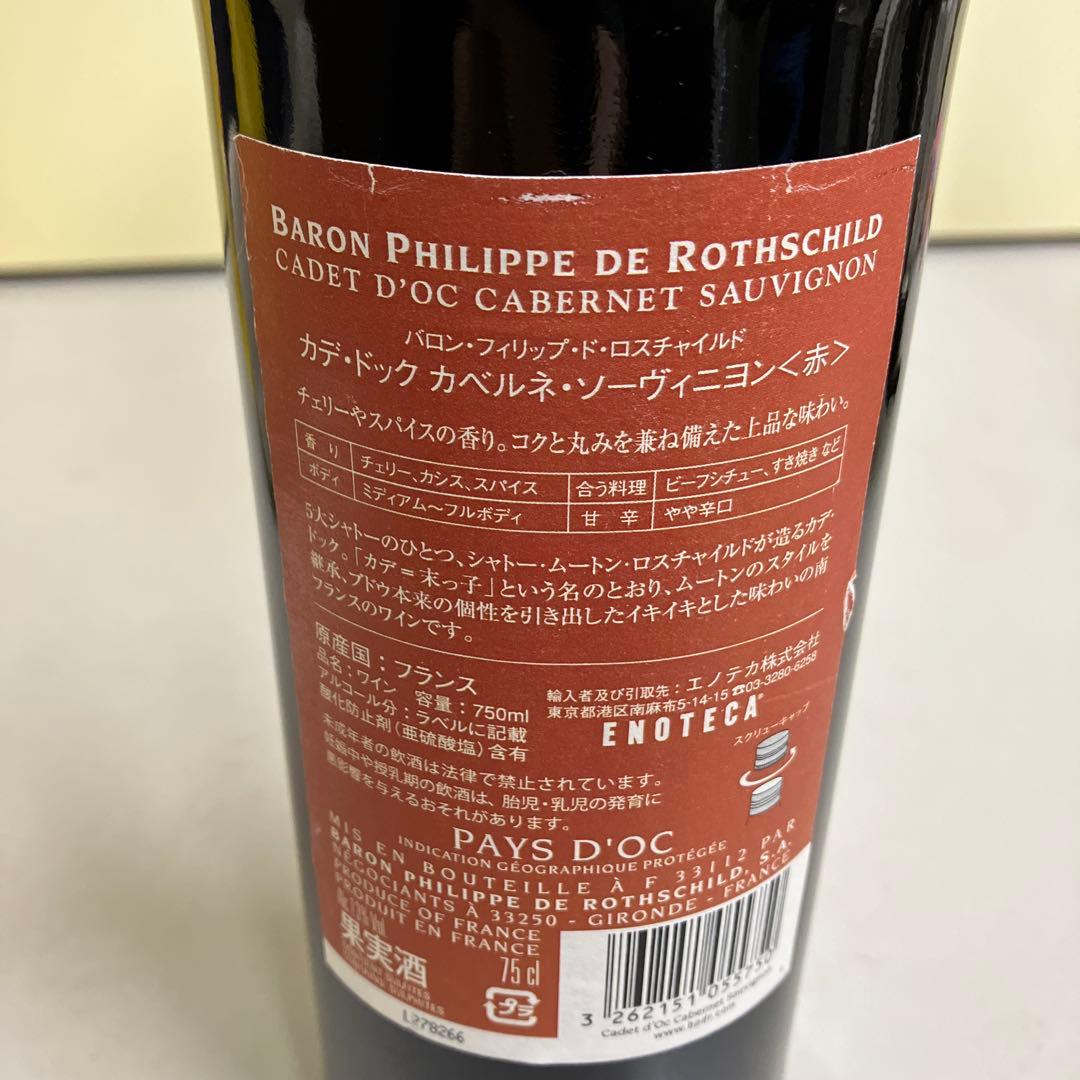 BARON PHILIPPE DE ROTHSCHILD
CADET D'OC CABERNET SAUVIGNON
バロン・フィリップ・ド・ロスチャイルド
カデ・ドック カベルネ・ソーヴィニヨン<赤>
チェリーやスパイスの香り。コクと丸みを兼ね備えた上品な味わい。
香り チェリー、カシス、スパイス 合う料理 ビーフシチュー、すき焼き など
ボディ ミディアム〜フルボディ 甘辛 やや辛口
5大シャトーのひとつ、シャトー・ムートン・ロスチャイルドが造るカデ・
ドック。「カデ=末っ子」という名のとおり、ムートンのスタイルを
継承、ブドウ本来の個性を引き出したイキイキとした味わいの南
フランスのワインです。
原産国:フランス
品名:ワイン 容量:750ml
アルコール分:ラベルに記載
酸化防止剤(亜硫酸塩)含有
輸入者及び引取先:エノテカ株式会社
東京都港区南麻布5-14-15 ☎03-3280-6258
ENOTECA®
スクリューキャップ
未成年者の飲酒は法律で禁止されています。
妊娠中や授乳期の飲酒は、胎児・乳児の発育に
悪影響を与えるおそれがあります。
PAYS D'OC
INDICATION GÉOGRAPHIQUE PROTÉGÉE
MIS EN BOUTEILLE À F 33112 PAR
BARON PHILIPPE DE ROTHSCHILD, S.A.
NÉGOCIANTS À 33250 - GIRONDE - FRANCE
PRODUCE OF FRANCE
PRODUIT EN FRANCE
果実酒
75 cl
プラ
L278266
3 262151 055750
Cadet d'Oc Cabernet Sauvignon